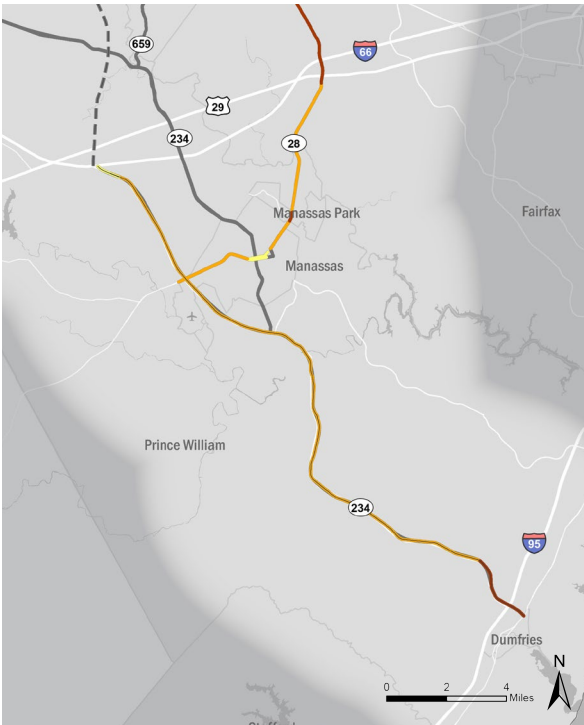 659
66
29
234
28
Manassas Park
Fairfax
Manassas
Prince William
234
95
Dumfries
N
0 2 4
Miles